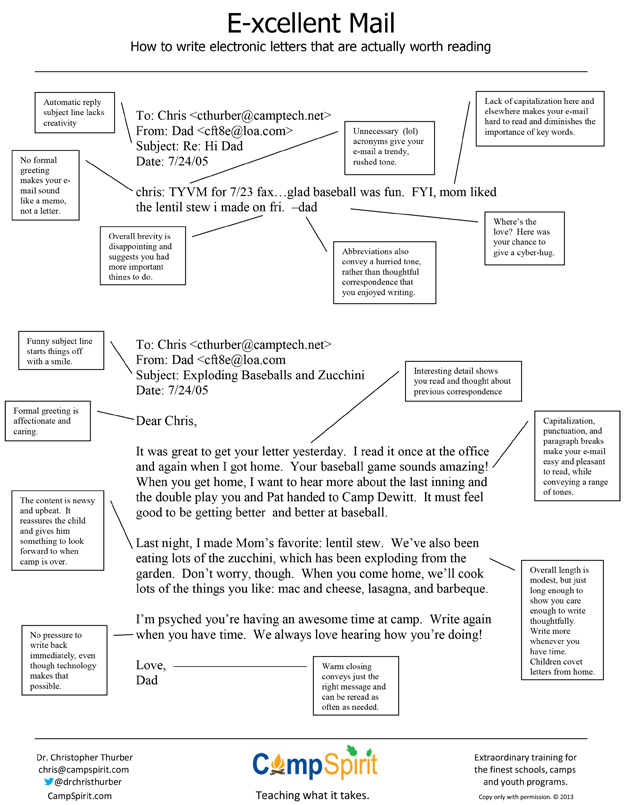 E-xcellent Mail
How to write electronic letters that are actually worth reading
Automatic reply
subject line lacks
creativity
To: Chris <cthurber@camptech.net>
From: Dad <cft8e@loa.com>
Subject: Re: Hi Dad
Date: 7/24/05
Unnecessary (lol)
acronyms give your
e-mail a trendy,
rushed tone.
Lack of capitalization here and
elsewhere makes your e-mail
hard to read and diminishes the
importance of key words.
No formal
greeting
makes your e-
mail sound
like a memo,
not a letter.
chris: TYVM for 7/23 fax…glad baseball was fun. FYI, mom liked
the lentil stew i made on fri. –dad
Overall brevity is
disappointing and
suggests you had
more important
things to do.
Abbreviations also
convey a hurried tone,
rather than thoughtful
correspondence that
you enjoyed writing.
Where's the
love? Here was
your chance to
give a cyber-hug.
Funny subject line
starts things off
with a smile.
To: Chris <cthurber@camptech.net>
From: Dad <cft8e@loa.com
Subject: Exploding Baseballs and Zucchini
Date: 7/24/05
Interesting detail shows
you read and thought about
previous correspondence
Formal greeting is
affectionate and
caring.
Dear Chris,
It was great to get your letter yesterday. I read it once at the office
and again when I got home. Your baseball game sounds amazing!
When you get home, I want to hear more about the last inning and
the double play you and Pat handed to Camp Dewitt. It must feel
good to be getting better and better at baseball.
Capitalization,
punctuation, and
paragraph breaks
make your e-mail
easy and pleasant
to read, while
conveying a range
of tones.
The content is newsy
and upbeat. It
reassures the child
and gives him
something to look
forward to when
camp is over.
Last night, I made Mom's favorite: lentil stew. We've also been
eating lots of the zucchini, which has been exploding from the
garden. Don't worry, though. When you come home, we'll cook
lots of the things you like: mac and cheese, lasagna, and barbeque.
Overall length is
modest, but just
long enough to
show you care
enough to write
thoughtfully.
Write more
whenever you
have time.
Children covet
letters from home.
I'm psyched you're having an awesome time at camp. Write again
when you have time. We always love hearing how you're doing!
No pressure to
write back
immediately, even
though technology
makes that
possible.
Love,
Dad
Warm closing
conveys just the
right message and
can be reread as
often as needed.
Dr. Christopher Thurber
chris@campspirit.com
@drchristhurber
CampSpirit.com
CampSpirit
Teaching what it takes.
Extraordinary training for
the finest schools, camps
and youth programs.
Copy only with permission. © 2013